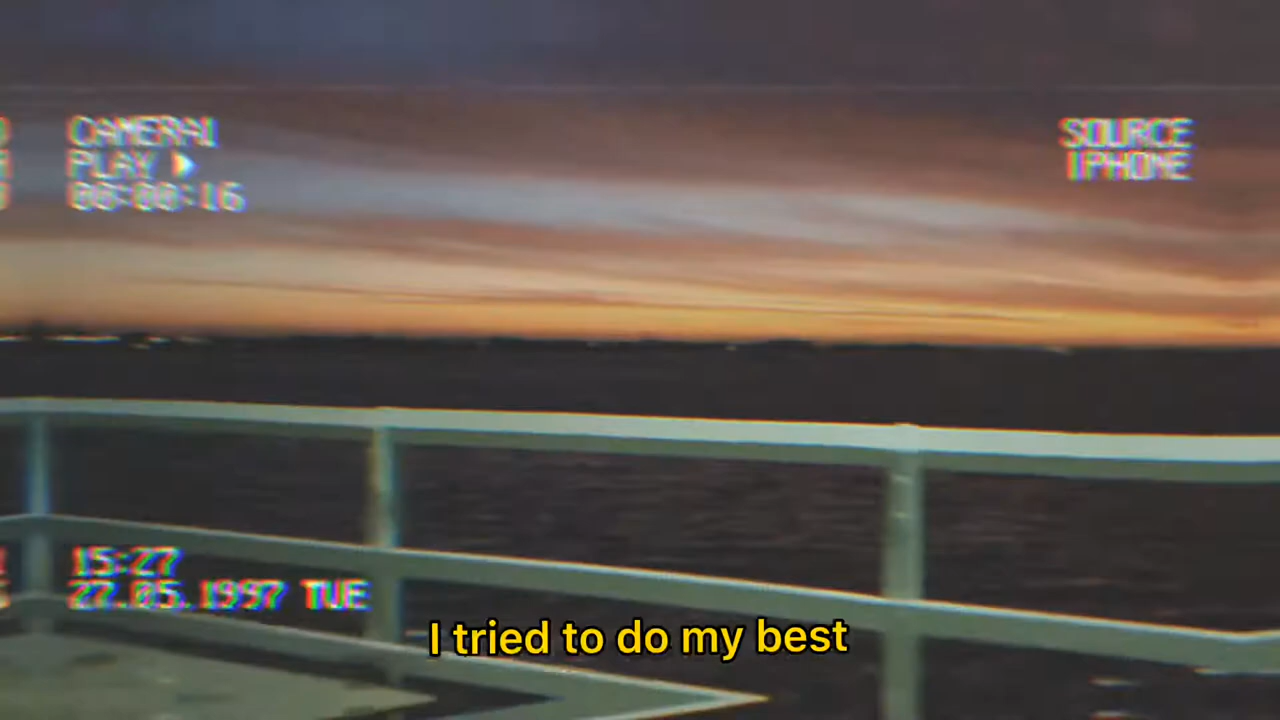 CAMERA1
PLAY
00:00:16
SOURCE
IPHONE
15:27
27.05.1997 TUE
I tried to do my best